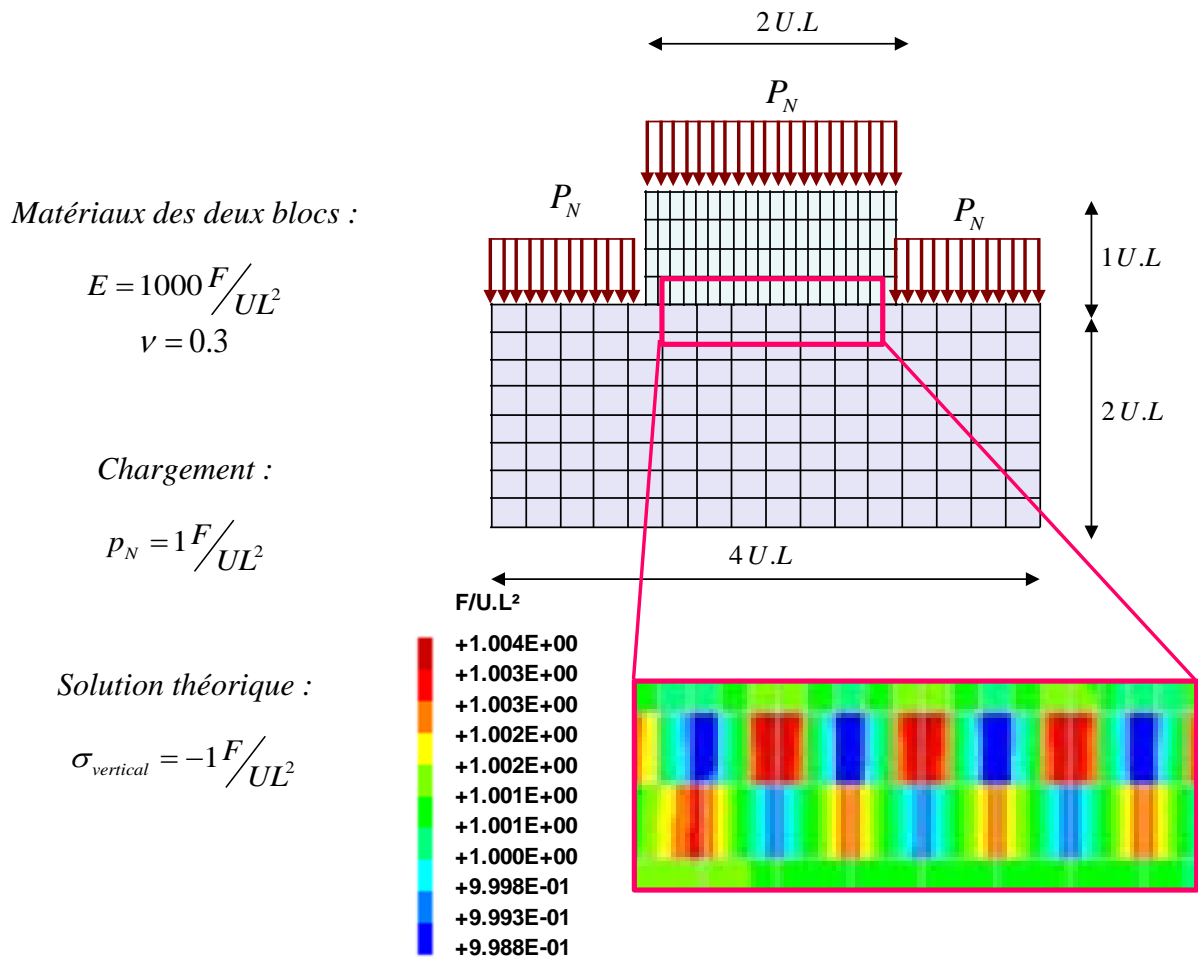 2 U.L
P_N
P_N
P_N
Matériaux des deux blocs :
E = 1000 F/UL²
ν = 0.3
1 U.L
2 U.L
Chargement :
p_N = 1 F/UL²
4 U.L
Solution théorique :
σ_vertical = −1 F/UL²
F/U.L²
+1.004E+00
+1.003E+00
+1.003E+00
+1.002E+00
+1.002E+00
+1.001E+00
+1.001E+00
+1.000E+00
+9.998E-01
+9.993E-01
+9.988E-01